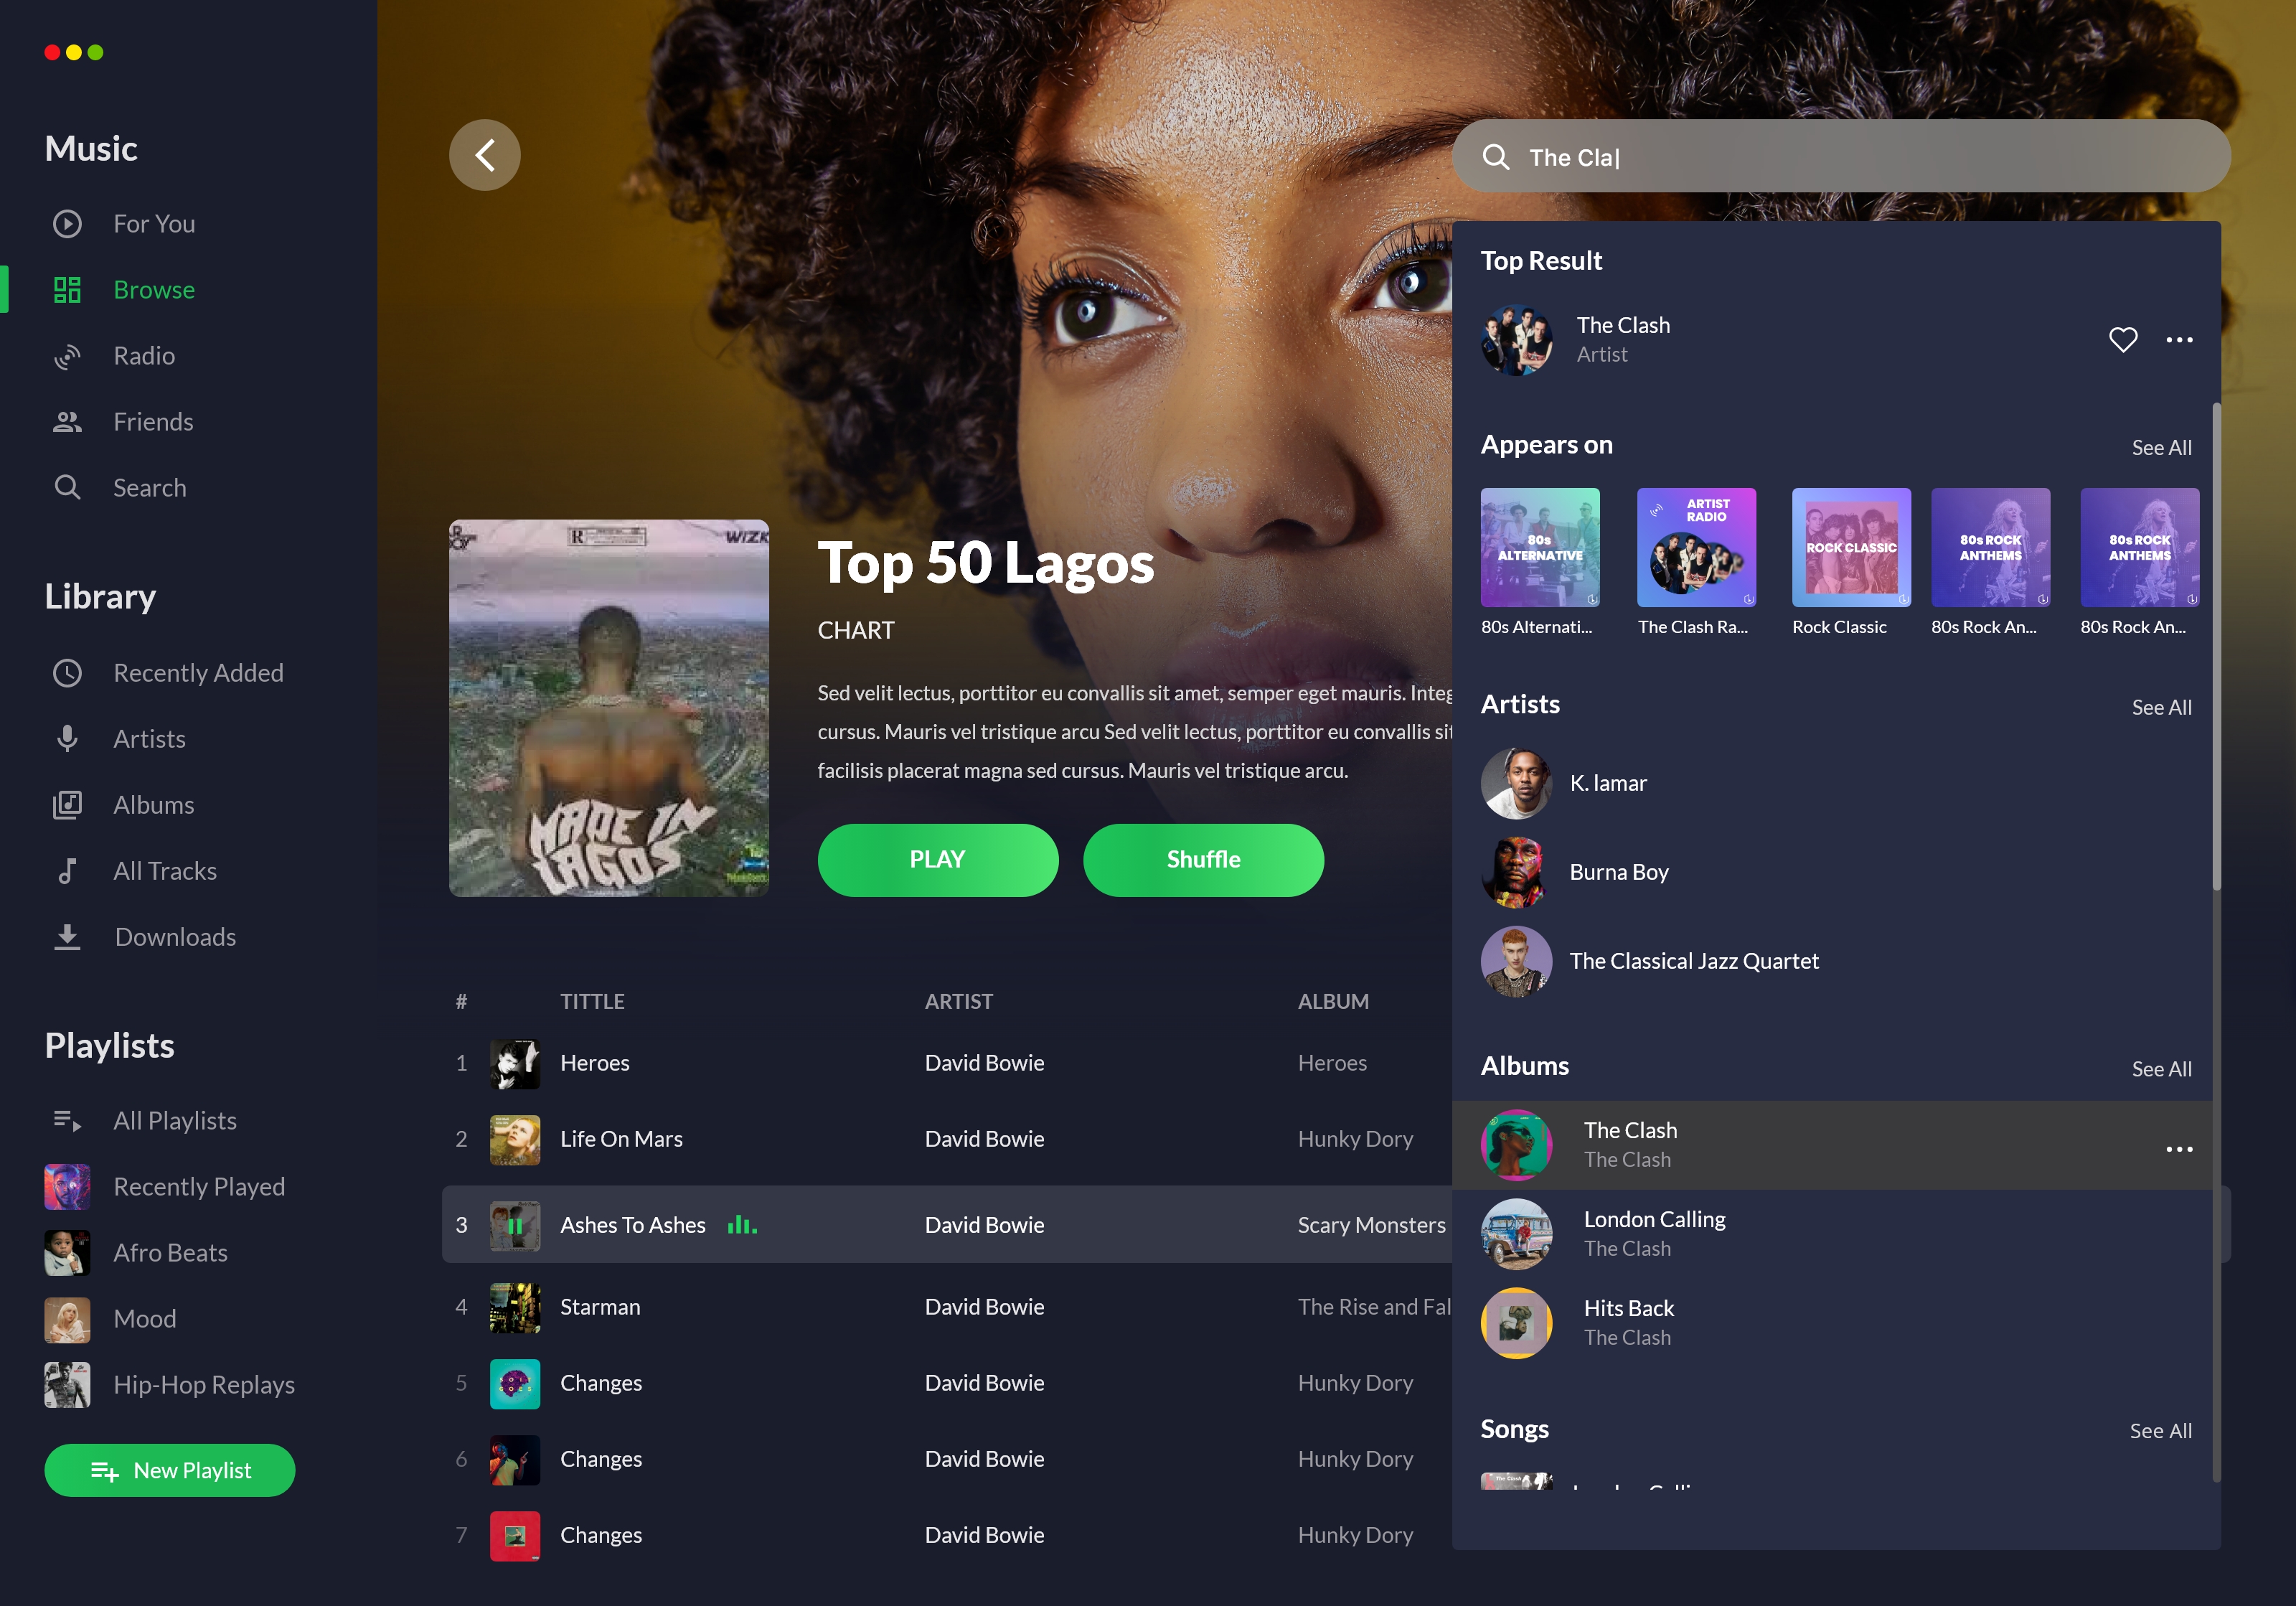 Music
For You
Browse
Radio
Friends
Search
Library
Recently Added
Artists
Albums
All Tracks
Downloads
Playlists
All Playlists
Recently Played
Afro Beats
Mood
Hip-Hop Replays
New Playlist
R
WIZK
MADE IN
LAGOS
Top 50 Lagos
CHART
Sed velit lectus, porttitor eu convallis sit amet, semper eget mauris. Integ
cursus. Mauris vel tristique arcu Sed velit lectus, porttitor eu convallis sit
facilisis placerat magna sed cursus. Mauris vel tristique arcu.
PLAY
Shuffle
# TITTLE ARTIST ALBUM
1 Heroes David Bowie Heroes
2 Life On Mars David Bowie Hunky Dory
3 Ashes To Ashes David Bowie Scary Monsters
4 Starman David Bowie The Rise and Fal
5 Changes David Bowie Hunky Dory
6 Changes David Bowie Hunky Dory
7 Changes David Bowie Hunky Dory
The Cla
Top Result
The Clash
Artist
Appears on
See All
80s
ALTERNATIVE
ARTIST
RADIO
ROCK CLASSIC
80s ROCK
ANTHEMS
80s ROCK
ANTHEMS
80s Alternati...
The Clash Ra...
Rock Classic
80s Rock An...
80s Rock An...
Artists
See All
K. lamar
Burna Boy
The Classical Jazz Quartet
Albums
See All
The Clash
The Clash
London Calling
The Clash
Hits Back
The Clash
Songs
See All
The Clash